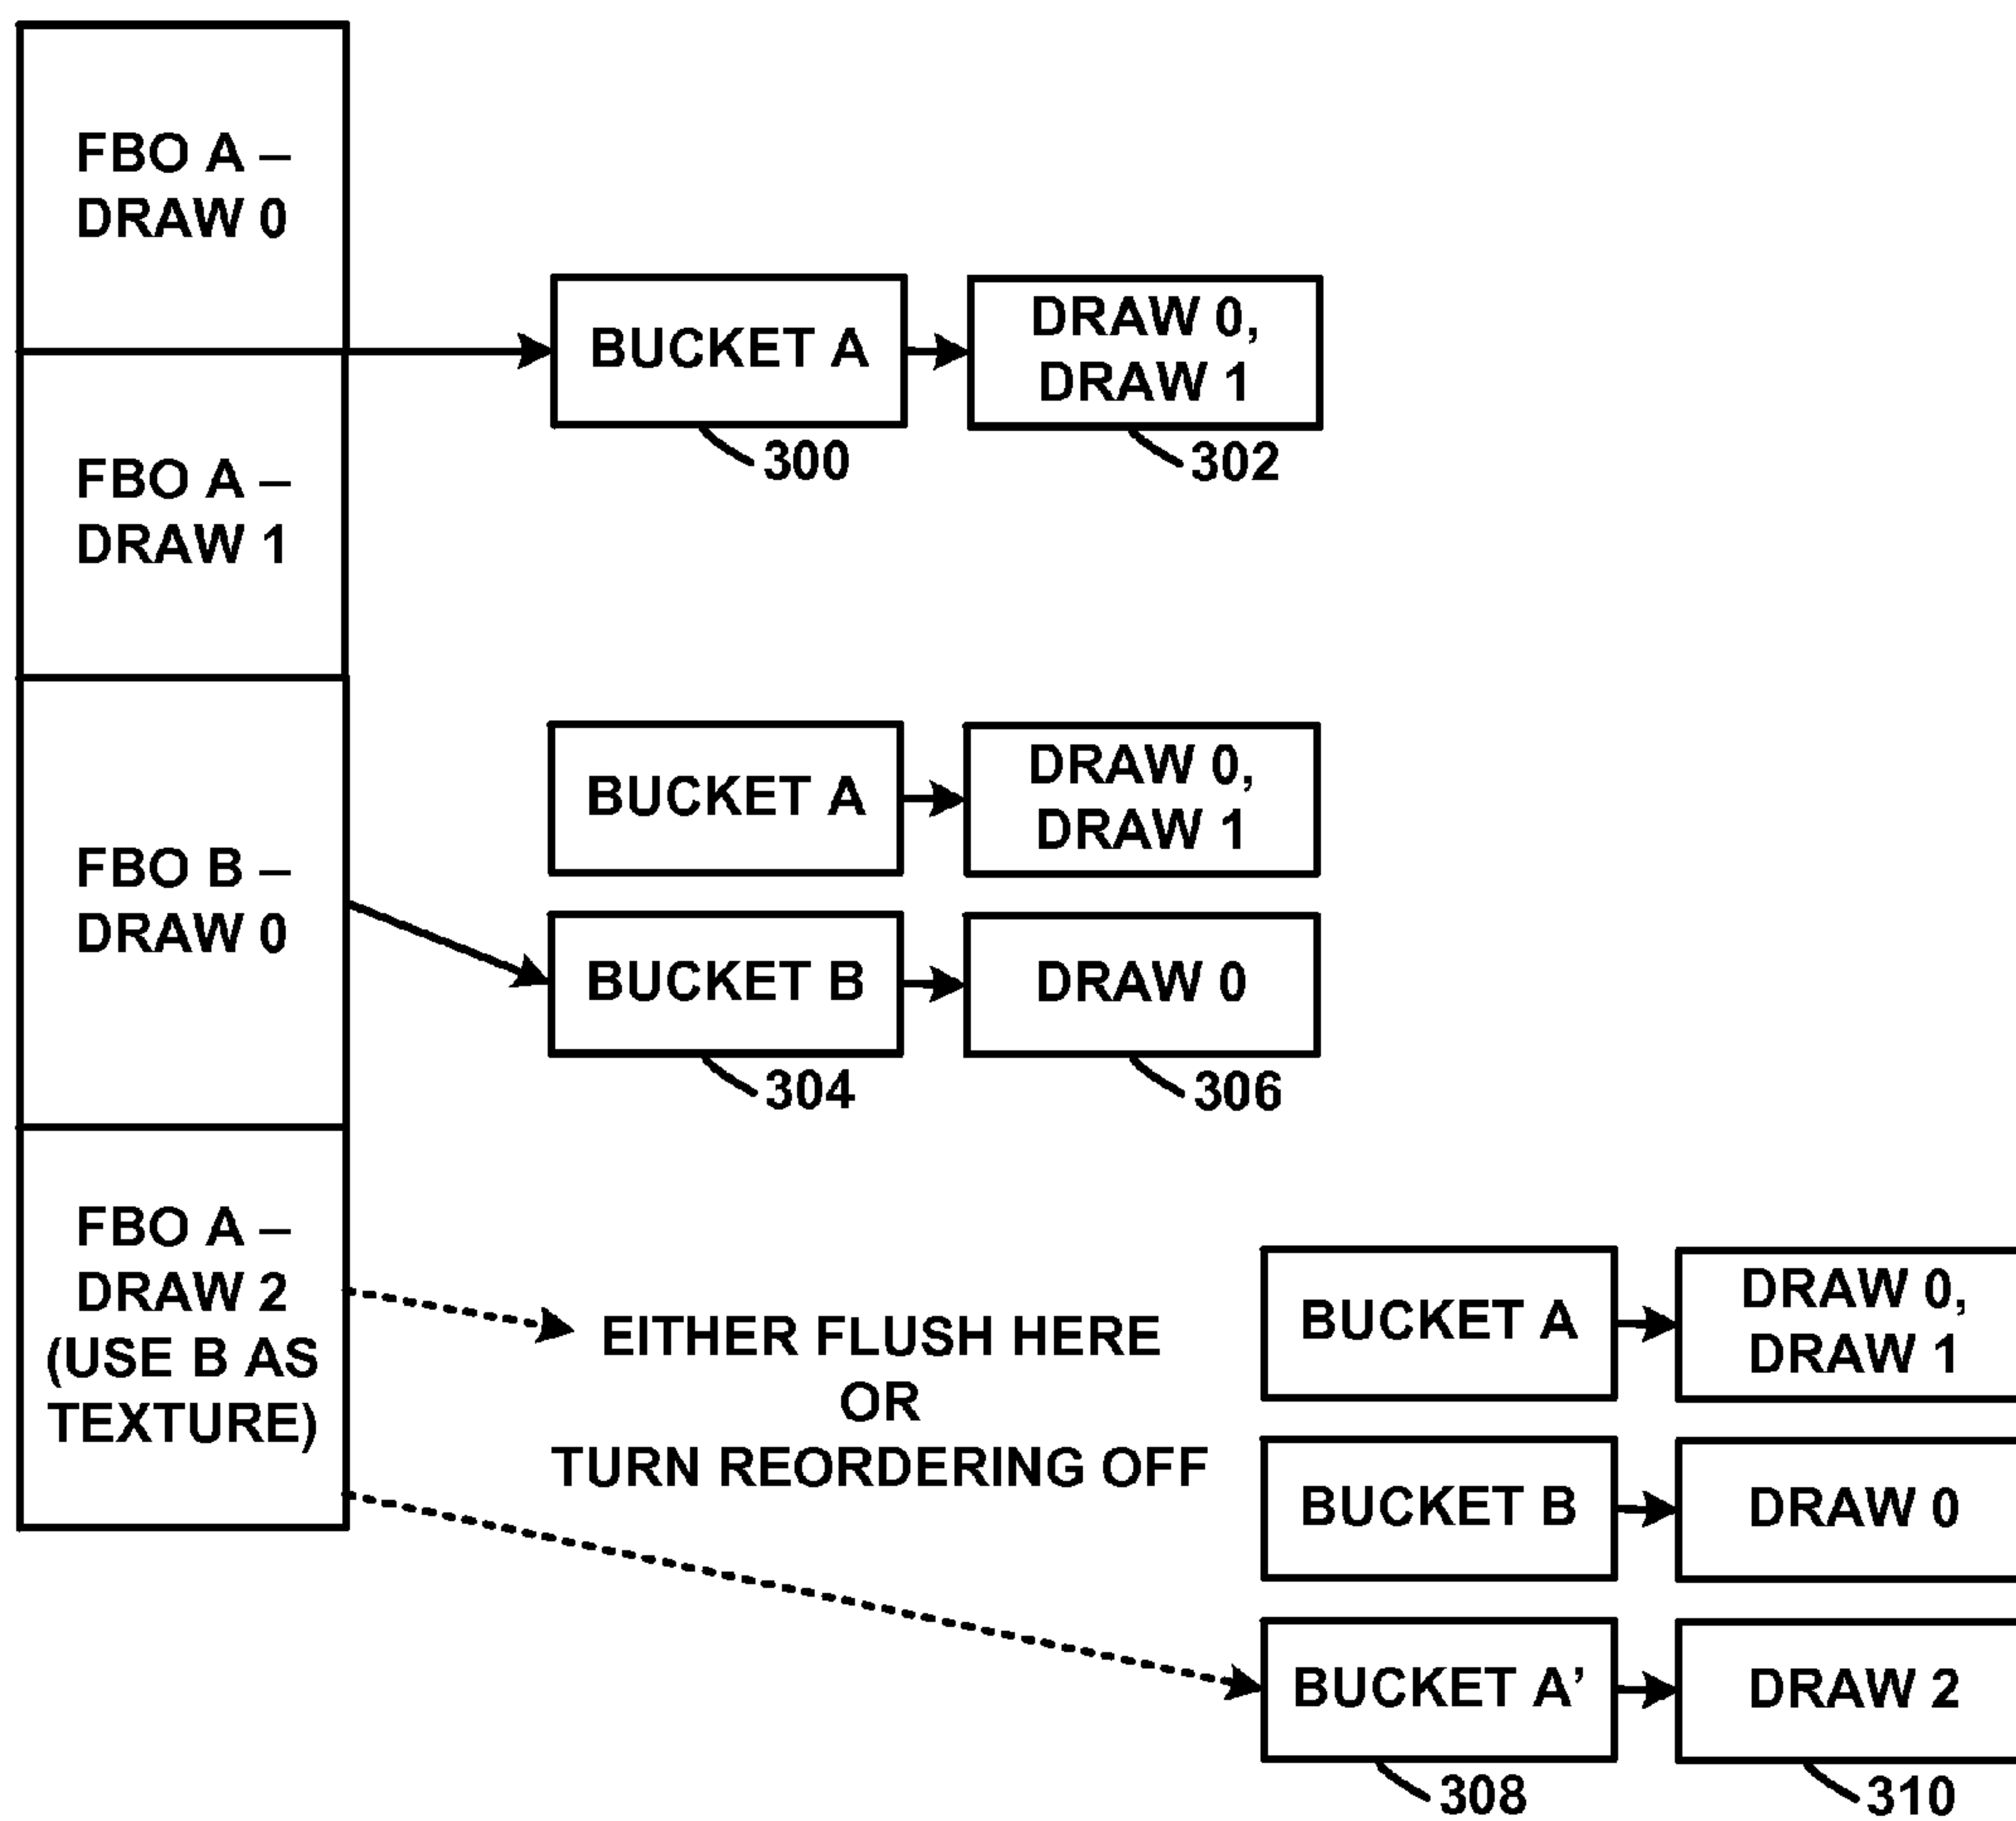 FBO A –
DRAW 0
BUCKET A
DRAW 0,
DRAW 1
300
302
FBO A –
DRAW 1
BUCKET A
DRAW 0,
DRAW 1
FBO B –
DRAW 0
BUCKET B
DRAW 0
304
306
FBO A –
DRAW 2
(USE B AS
TEXTURE)
EITHER FLUSH HERE
OR
TURN REORDERING OFF
BUCKET A
DRAW 0,
DRAW 1
BUCKET B
DRAW 0
BUCKET A’
DRAW 2
308
310